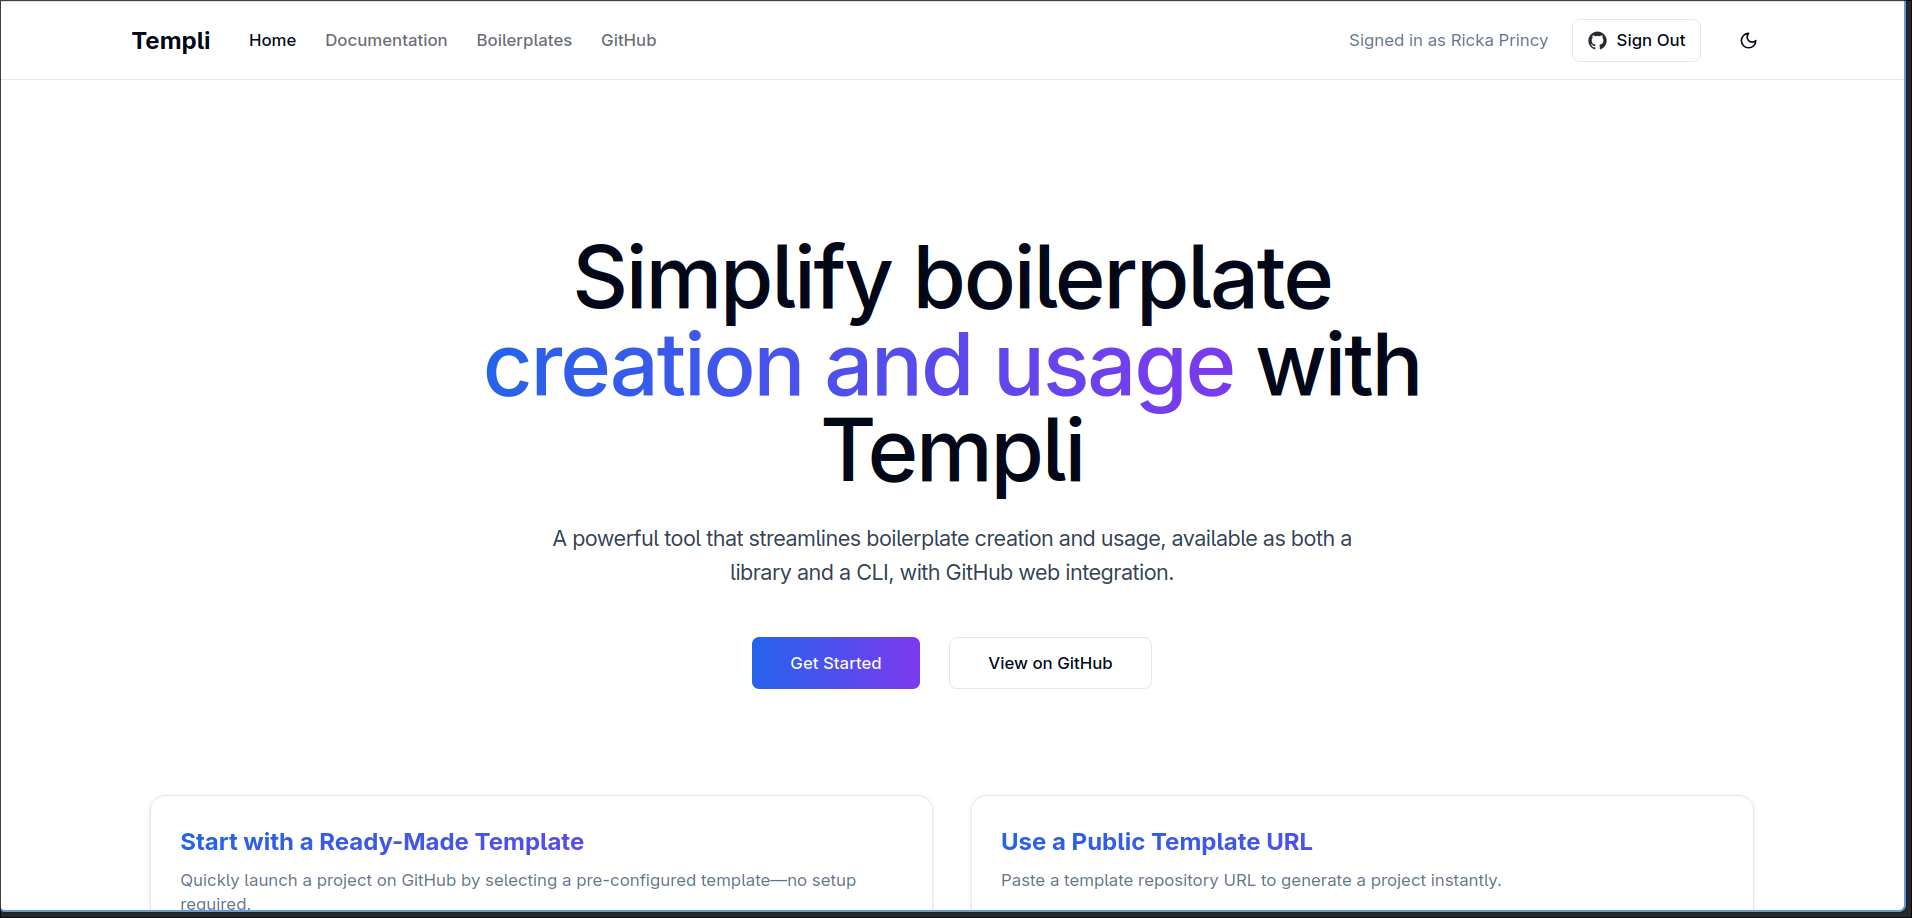 Templi
Home
Documentation
Boilerplates
GitHub
Signed in as Ricka Princy
Sign Out
Simplify boilerplate
creation and usage with
Templi
A powerful tool that streamlines boilerplate creation and usage, available as both a
library and a CLI, with GitHub web integration.
Get Started
View on GitHub
Start with a Ready-Made Template
Quickly launch a project on GitHub by selecting a pre-configured template—no setup
required.
Use a Public Template URL
Paste a template repository URL to generate a project instantly.